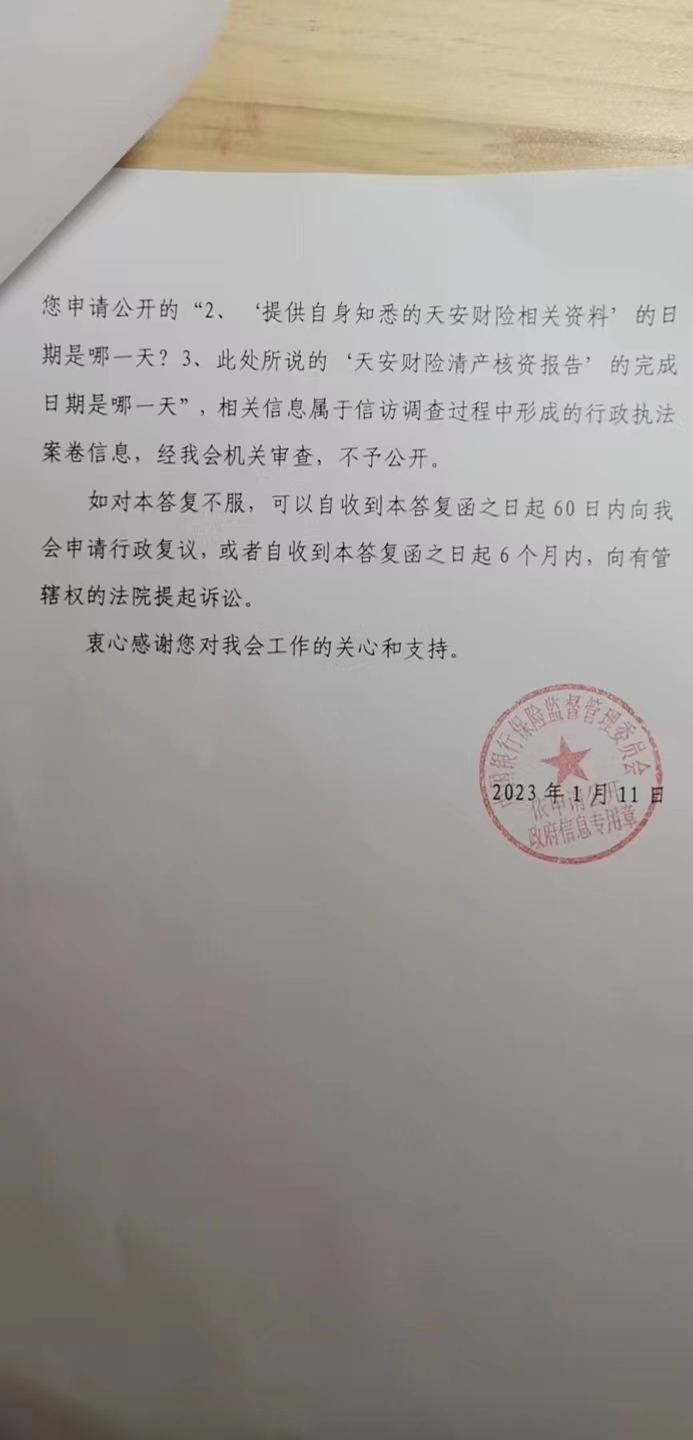 您申请公开的“2、‘提供自身知悉的天安财险相关资料’的日
期是哪一天？3、此处所说的‘天安财险清产核资报告’的完成
日期是哪一天”，相关信息属于信访调查过程中形成的行政执法
案卷信息，经我会机关审查，不予公开。
如对本答复不服，可以自收到本答复函之日起 60 日内向我
会申请行政复议，或者自收到本答复函之日起 6 个月内，向有管
辖权的法院提起诉讼。
衷心感谢您对我会工作的关心和支持。
中国银行保险监督管理委员会
2023 年 1 月 11 日
依申请公开
政府信息专用章